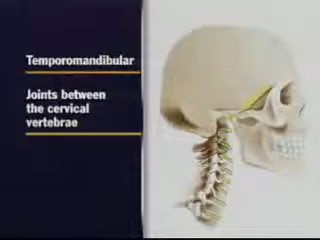 Temporomandibular
Joints between
the cervical
vertebrae